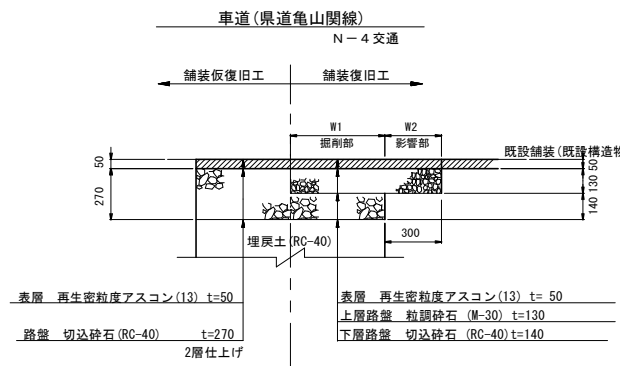 車道(県道亀山関線)
N－4交通
舗装仮復旧工 舗装復旧工
W1 W2
掘削部 影響部
既設舗装(既設構造物
50
270
50
130
140
300
埋戻土(RC-40)
表層 再生密粒度アスコン(13) t=50
路盤 切込砕石(RC-40) t=270
2層仕上げ
表層 再生密粒度アスコン(13) t= 50
上層路盤 粒調砕石 (M-30) t=130
下層路盤 切込砕石 (RC-40)t=140